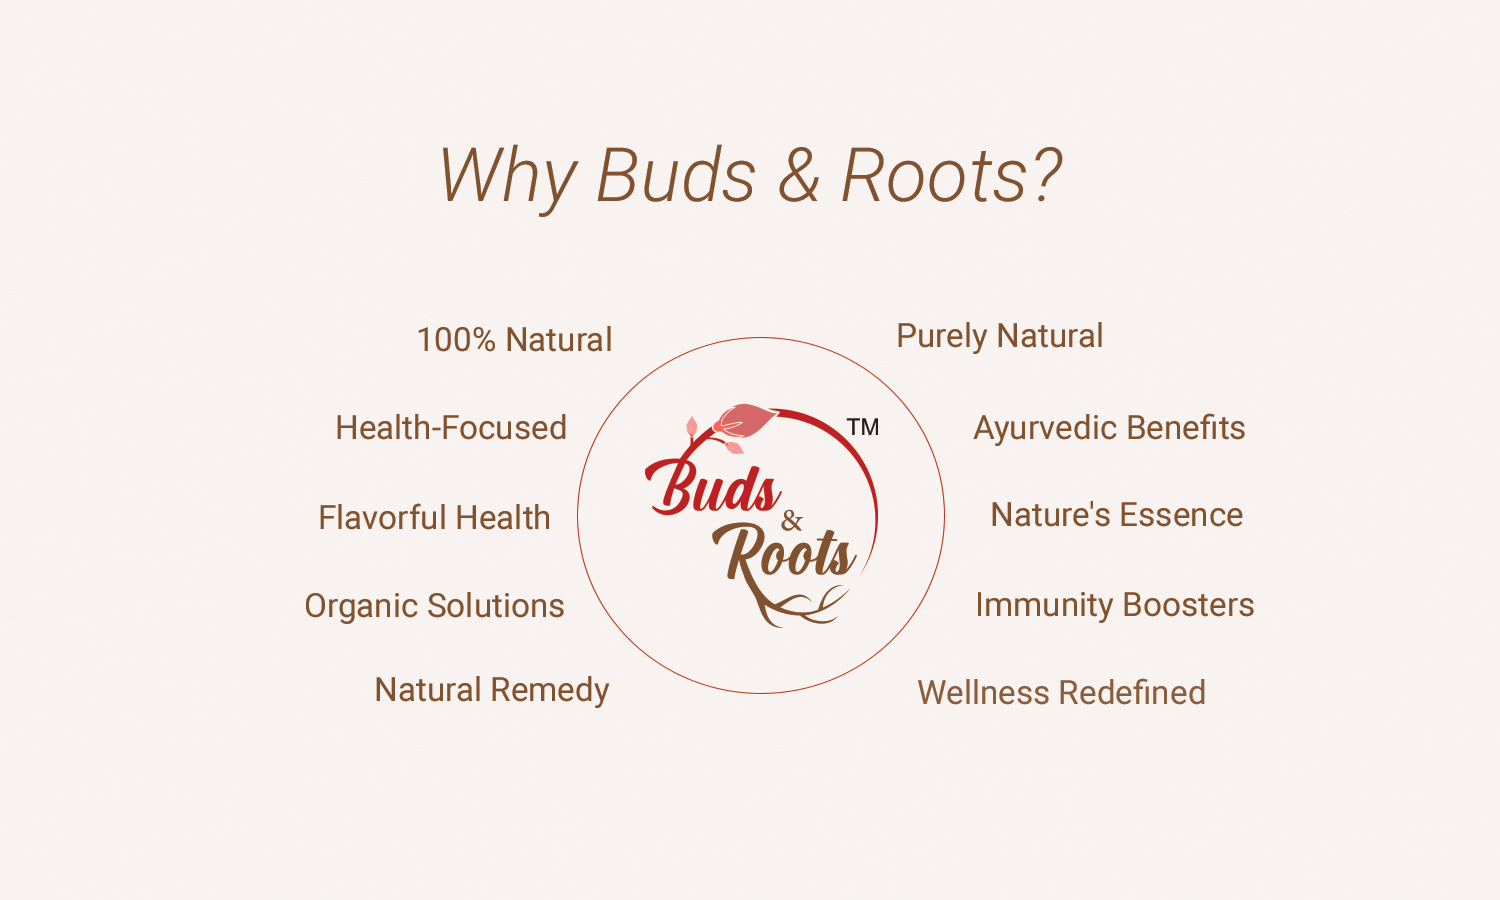 Why Buds & Roots?
100% Natural
Health-Focused
Flavorful Health
Organic Solutions
Natural Remedy
TM
Buds
&
Roots
Purely Natural
Ayurvedic Benefits
Nature's Essence
Immunity Boosters
Wellness Redefined